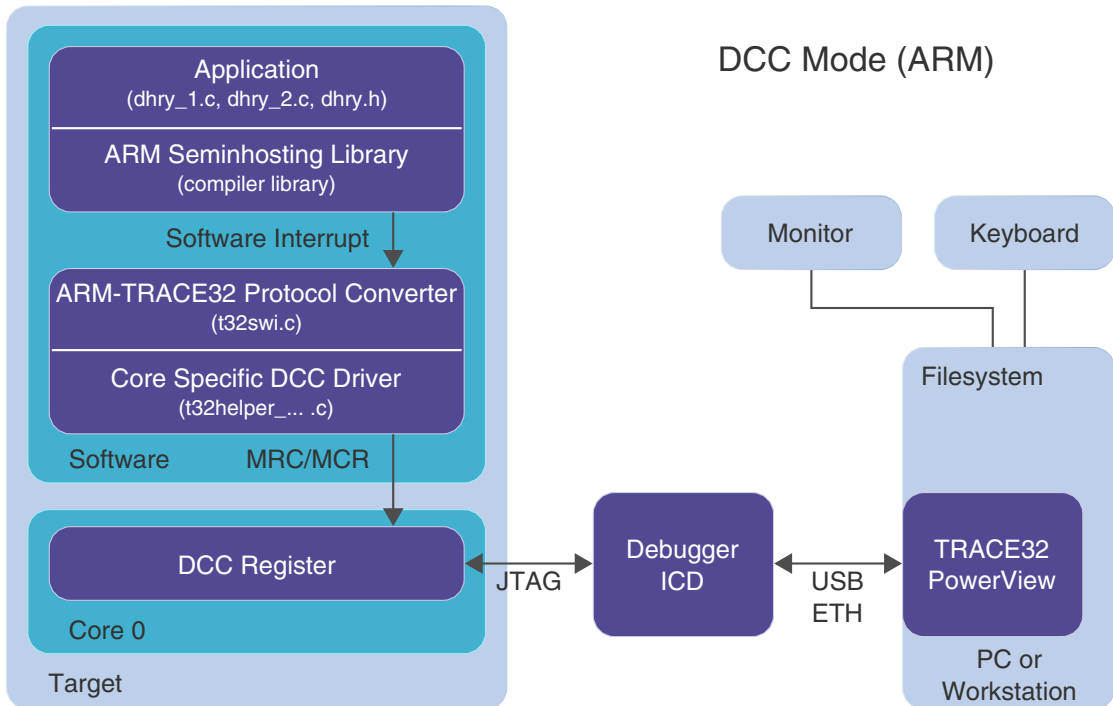 DCC Mode (ARM)
Application
(dhry_1.c, dhry_2.c, dhry.h)
ARM Seminhosting Library
(compiler library)
Software Interrupt
ARM-TRACE32 Protocol Converter
(t32swi.c)
Core Specific DCC Driver
(t32helper_... .c)
Software
MRC/MCR
DCC Register
Core 0
Target
JTAG
Debugger
ICD
USB
ETH
Monitor
Keyboard
Filesystem
TRACE32
PowerView
PC or
Workstation